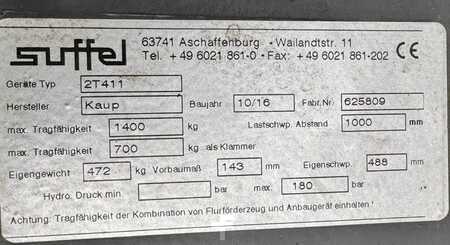 suffel 63741 Aschaffenburg · Wailandtstr. 11
Tel. +49 6021 861-0 · Fax: +49 6021 861-202 CE
Geräte Typ 2T411
Hersteller Kaup Baujahr 10/16 Fabr.Nr. 625809
max. Tragfähigkeit 1400 kg Lastschwp. Abstand 1000 mm
max. Tragfähigkeit 700 kg als Klammer
Eigengewicht 472 kg Vorbaumaß 143 mm Eigenschwp. 488 mm
Hydro. Druck min. bar max. 180 bar
Achtung: Tragfähigkeit der Kombination von Flurförderzeug und Anbaugerät einhalten!